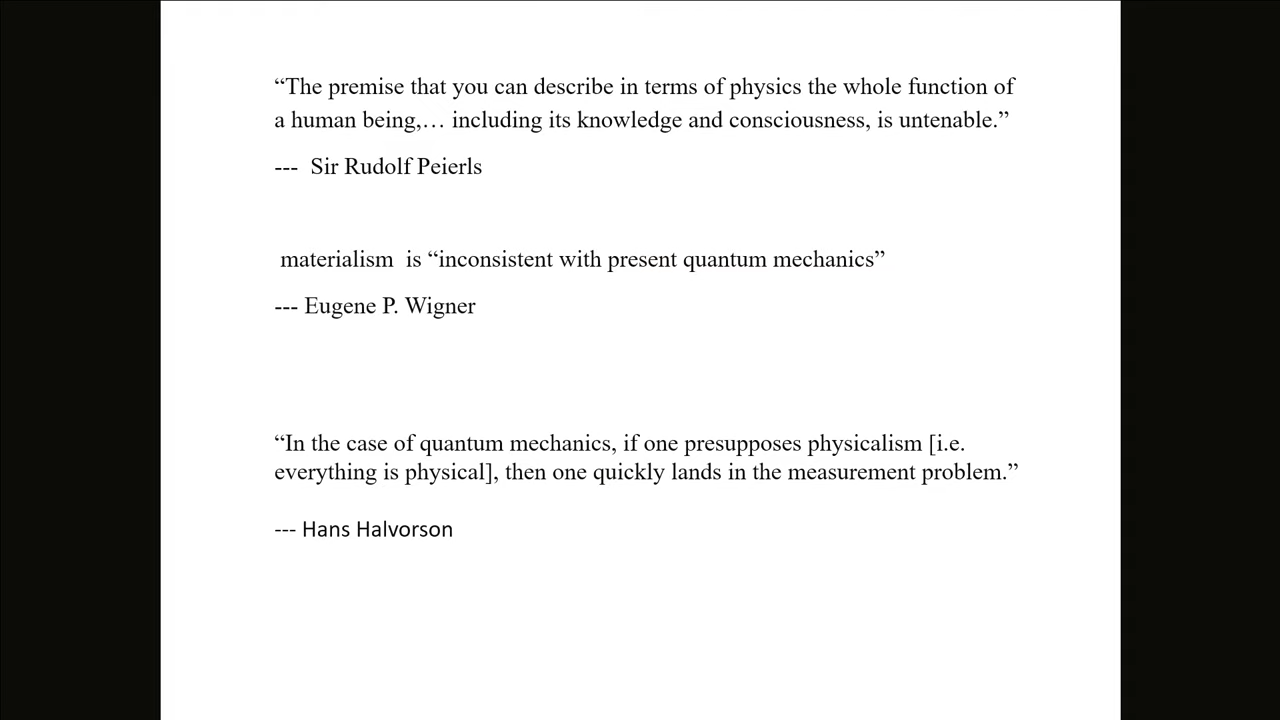 “The premise that you can describe in terms of physics the whole function of
a human being,… including its knowledge and consciousness, is untenable.”
--- Sir Rudolf Peierls
materialism is “inconsistent with present quantum mechanics”
--- Eugene P. Wigner
“In the case of quantum mechanics, if one presupposes physicalism [i.e.
everything is physical], then one quickly lands in the measurement problem.”
--- Hans Halvorson